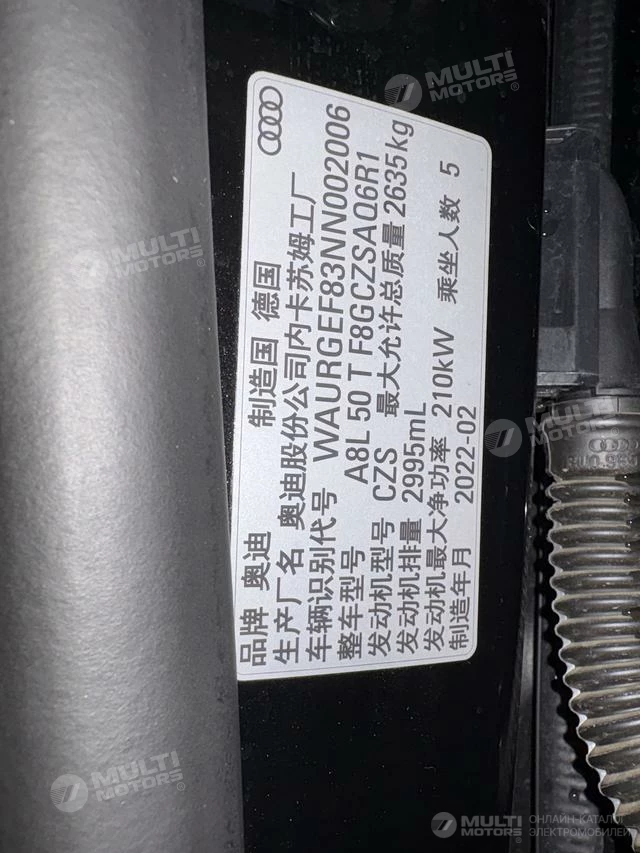 品牌 奥迪 制造国 德国
生产厂名 奥迪股份公司内卡苏姆工厂
车辆识别代号 WAURGEF83NN002006
整车型号 A8L 50 T F8GCZSAQ6R1
发动机型号 CZS 最大允许总质量 2635kg
发动机排量 2995mL
发动机最大净功率 210kW 乘坐人数 5
制造年月 2022-02
MULTI
MOTORS®
MULTI
MOTORS®
MULTI
MOTORS®
MULTI
MOTORS®
MULTI
MOTORS®
ОНЛАЙН-КАТАЛОГ
ЭЛЕКТРОМОБИЛЕЙ